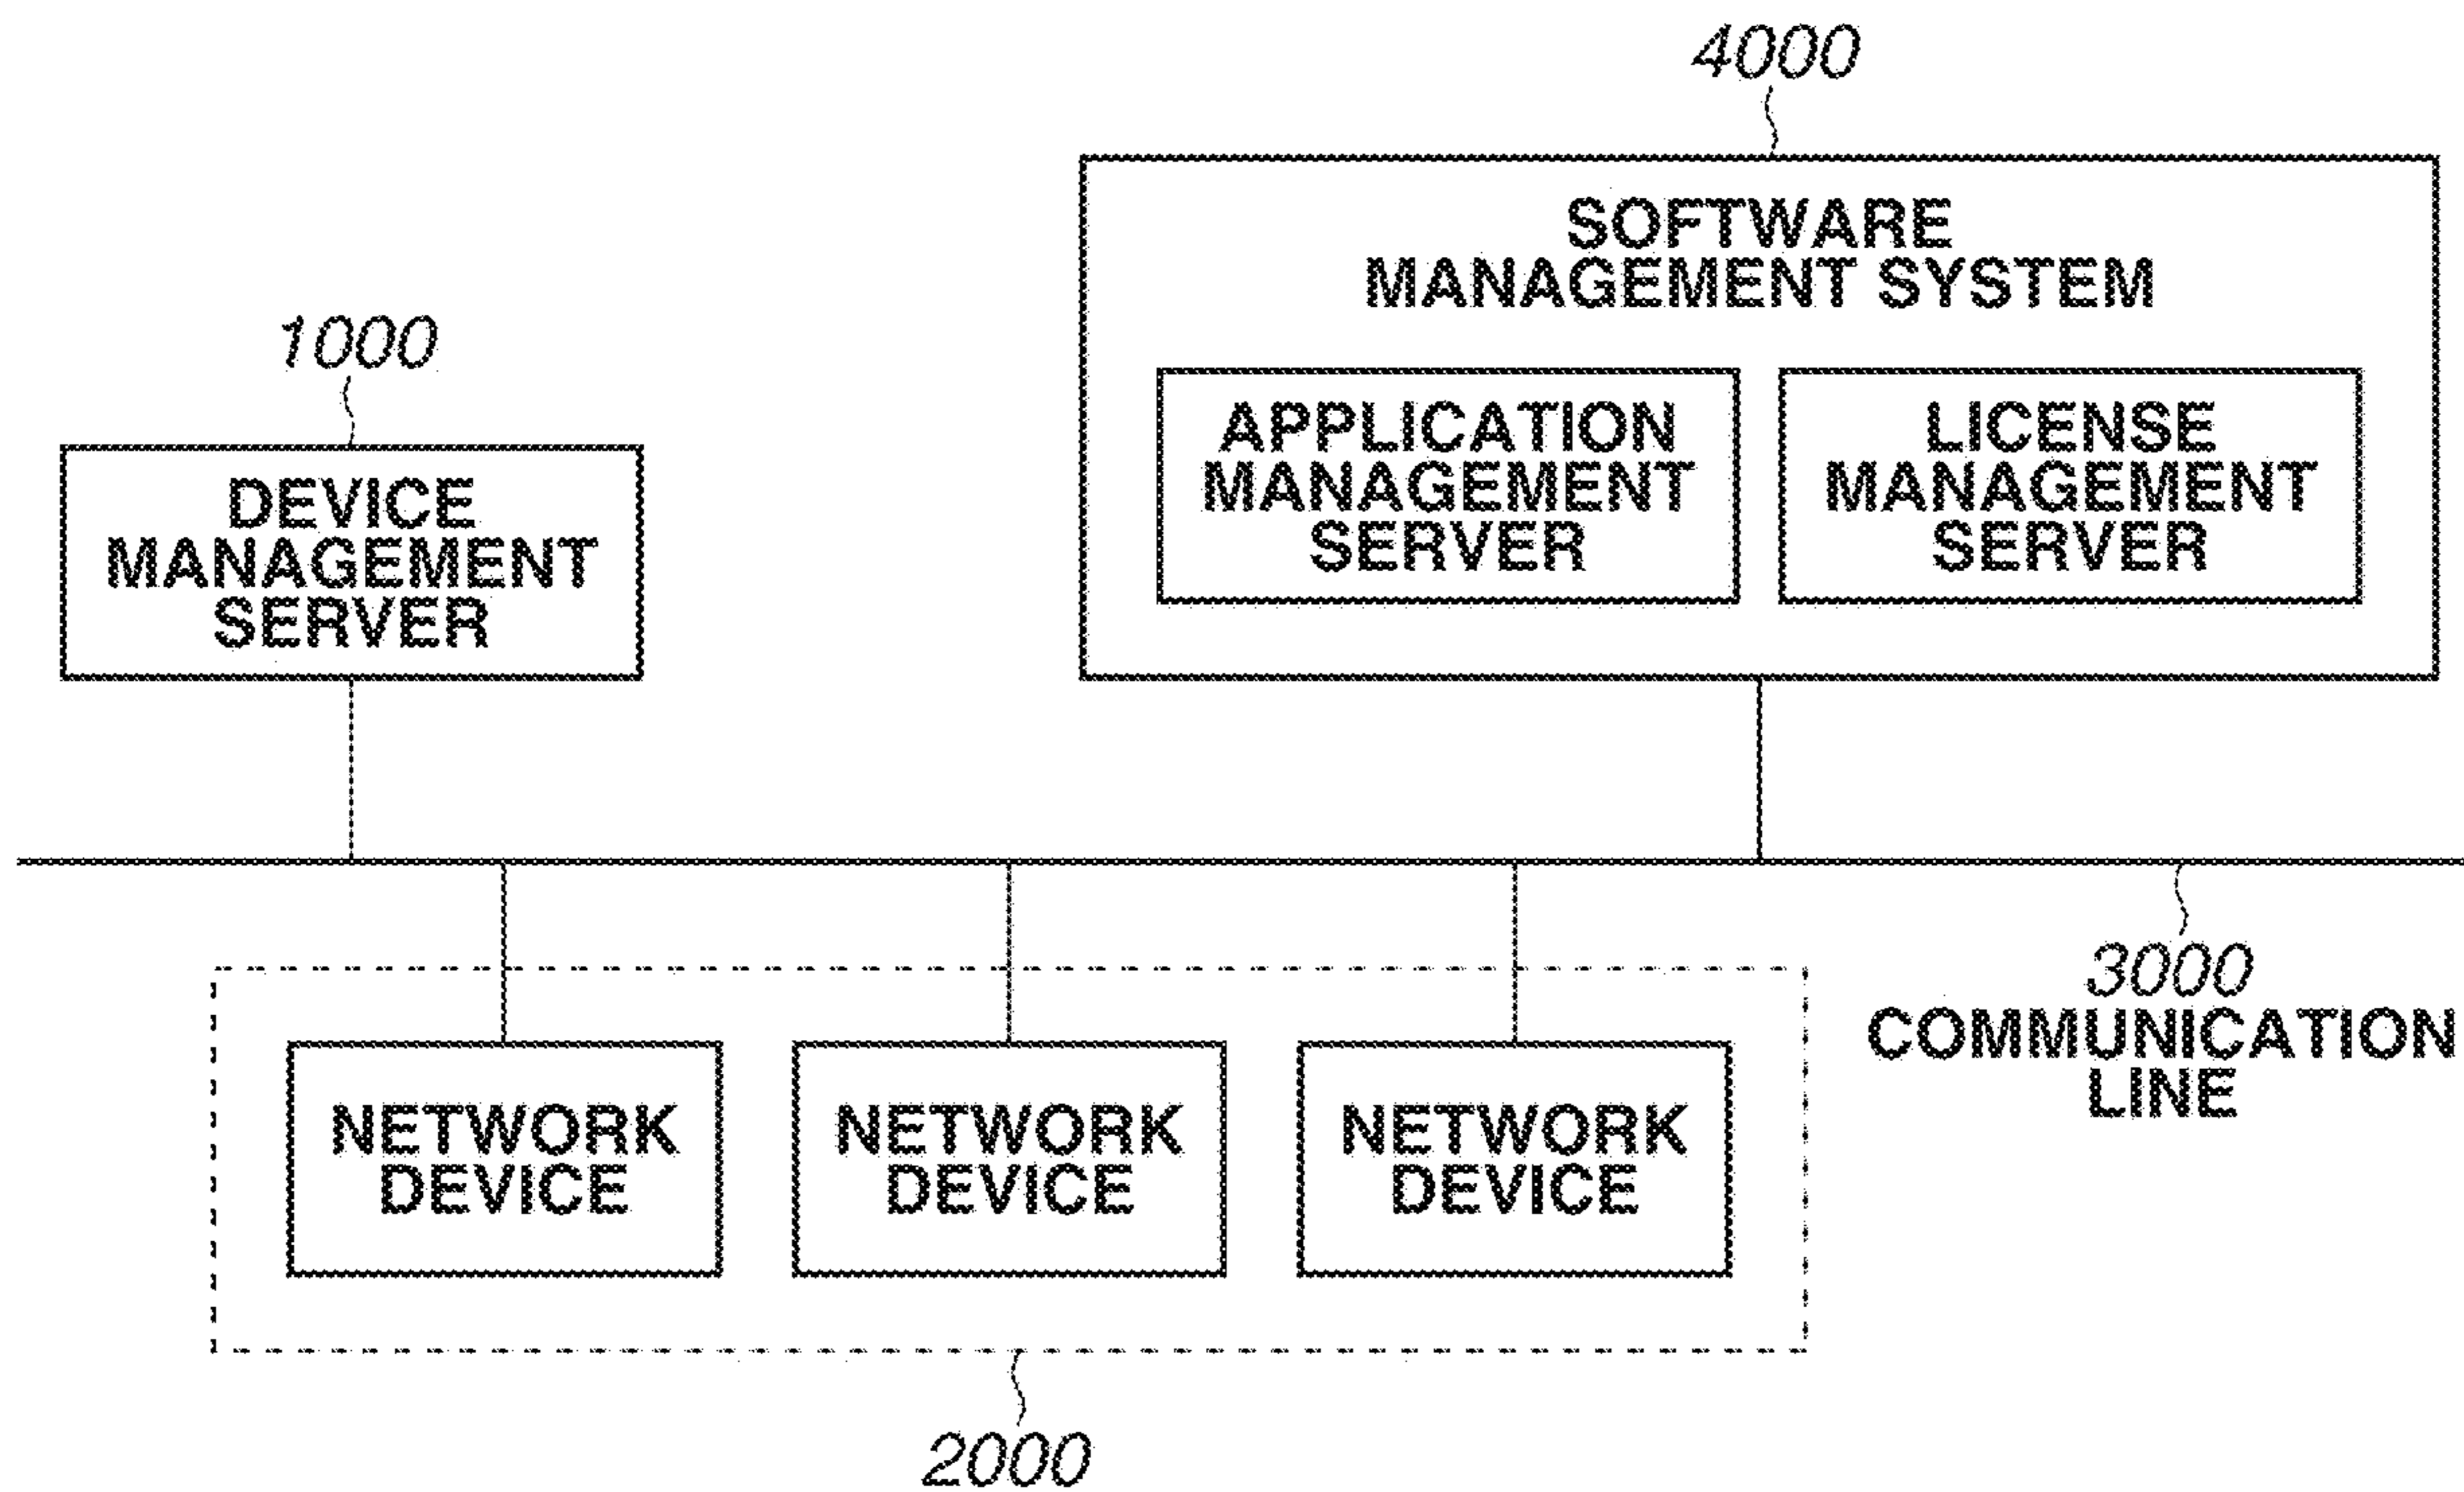 4000
SOFTWARE
MANAGEMENT SYSTEM
1000
APPLICATION
MANAGEMENT
SERVER
LICENSE
MANAGEMENT
SERVER
DEVICE
MANAGEMENT
SERVER
3000
COMMUNICATION
LINE
NETWORK
DEVICE
NETWORK
DEVICE
NETWORK
DEVICE
2000